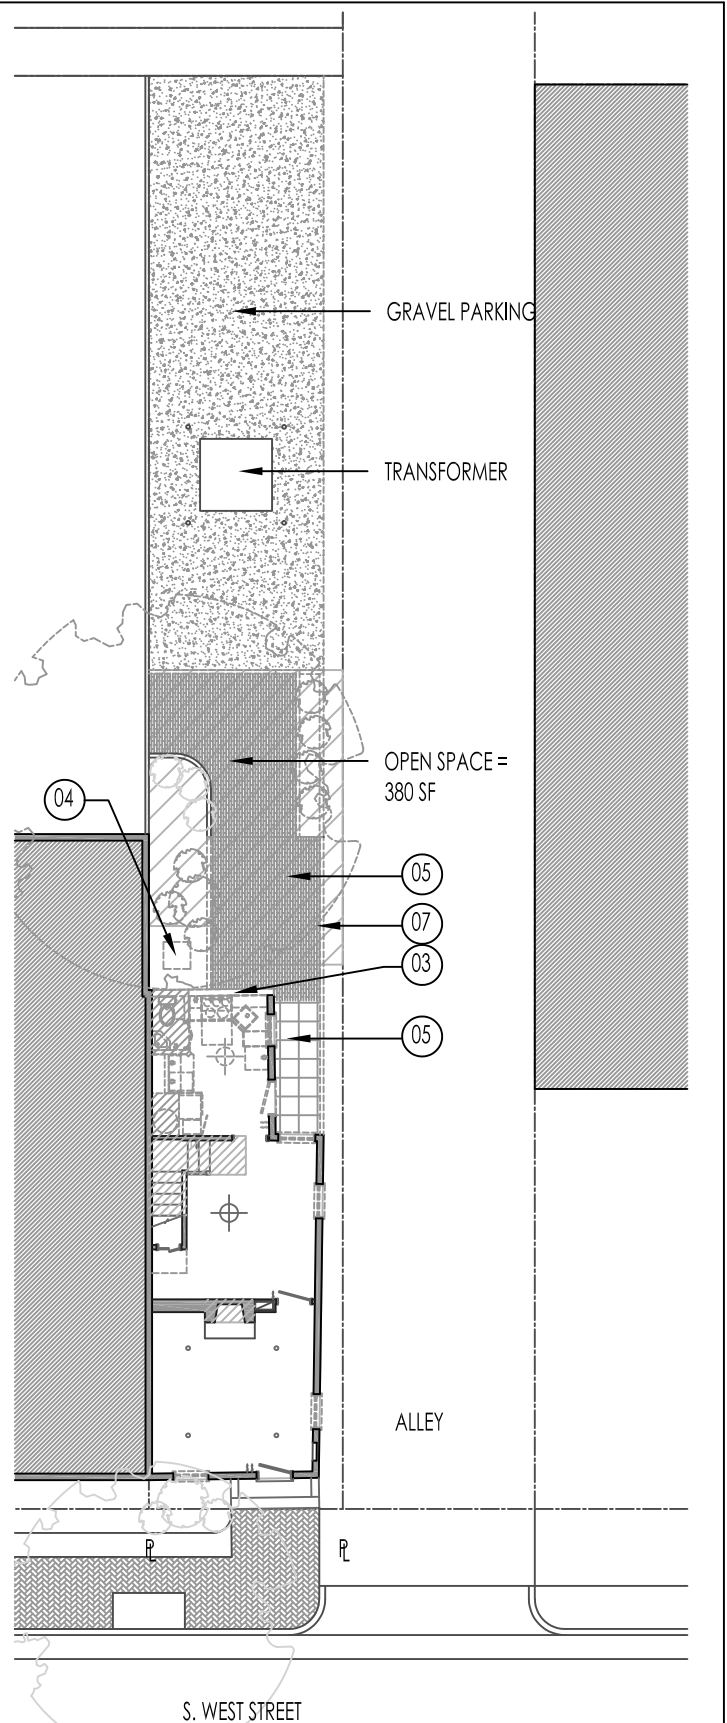 GRAVEL PARKING
TRANSFORMER
OPEN SPACE =
380 SF
04
05
07
03
05
ALLEY
PL
PL
S. WEST STREET